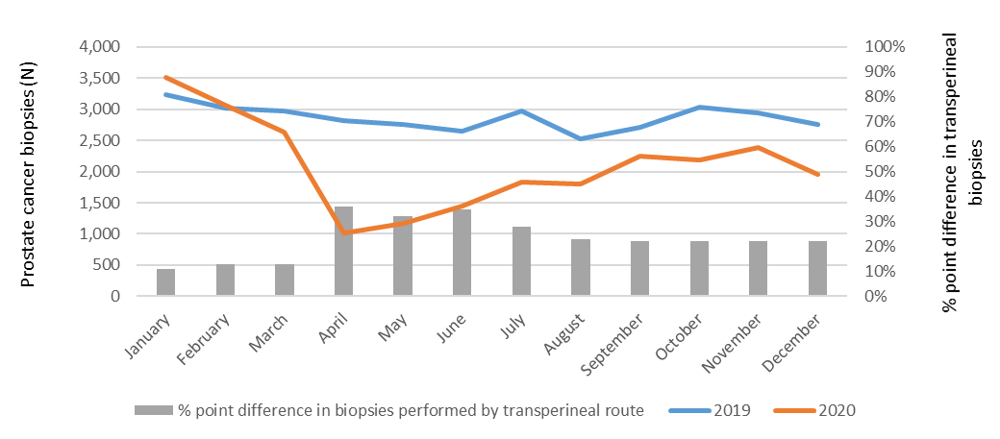 Prostate cancer biopsies (N)
4,000
3,500
3,000
2,500
2,000
1,500
1,000
500
0
100%
90%
80%
70%
60%
50%
40%
30%
20%
10%
0%
% point difference in transperineal
biopsies
January
February
March
April
May
June
July
August
September
October
November
December
% point difference in biopsies performed by transperineal route
2019
2020